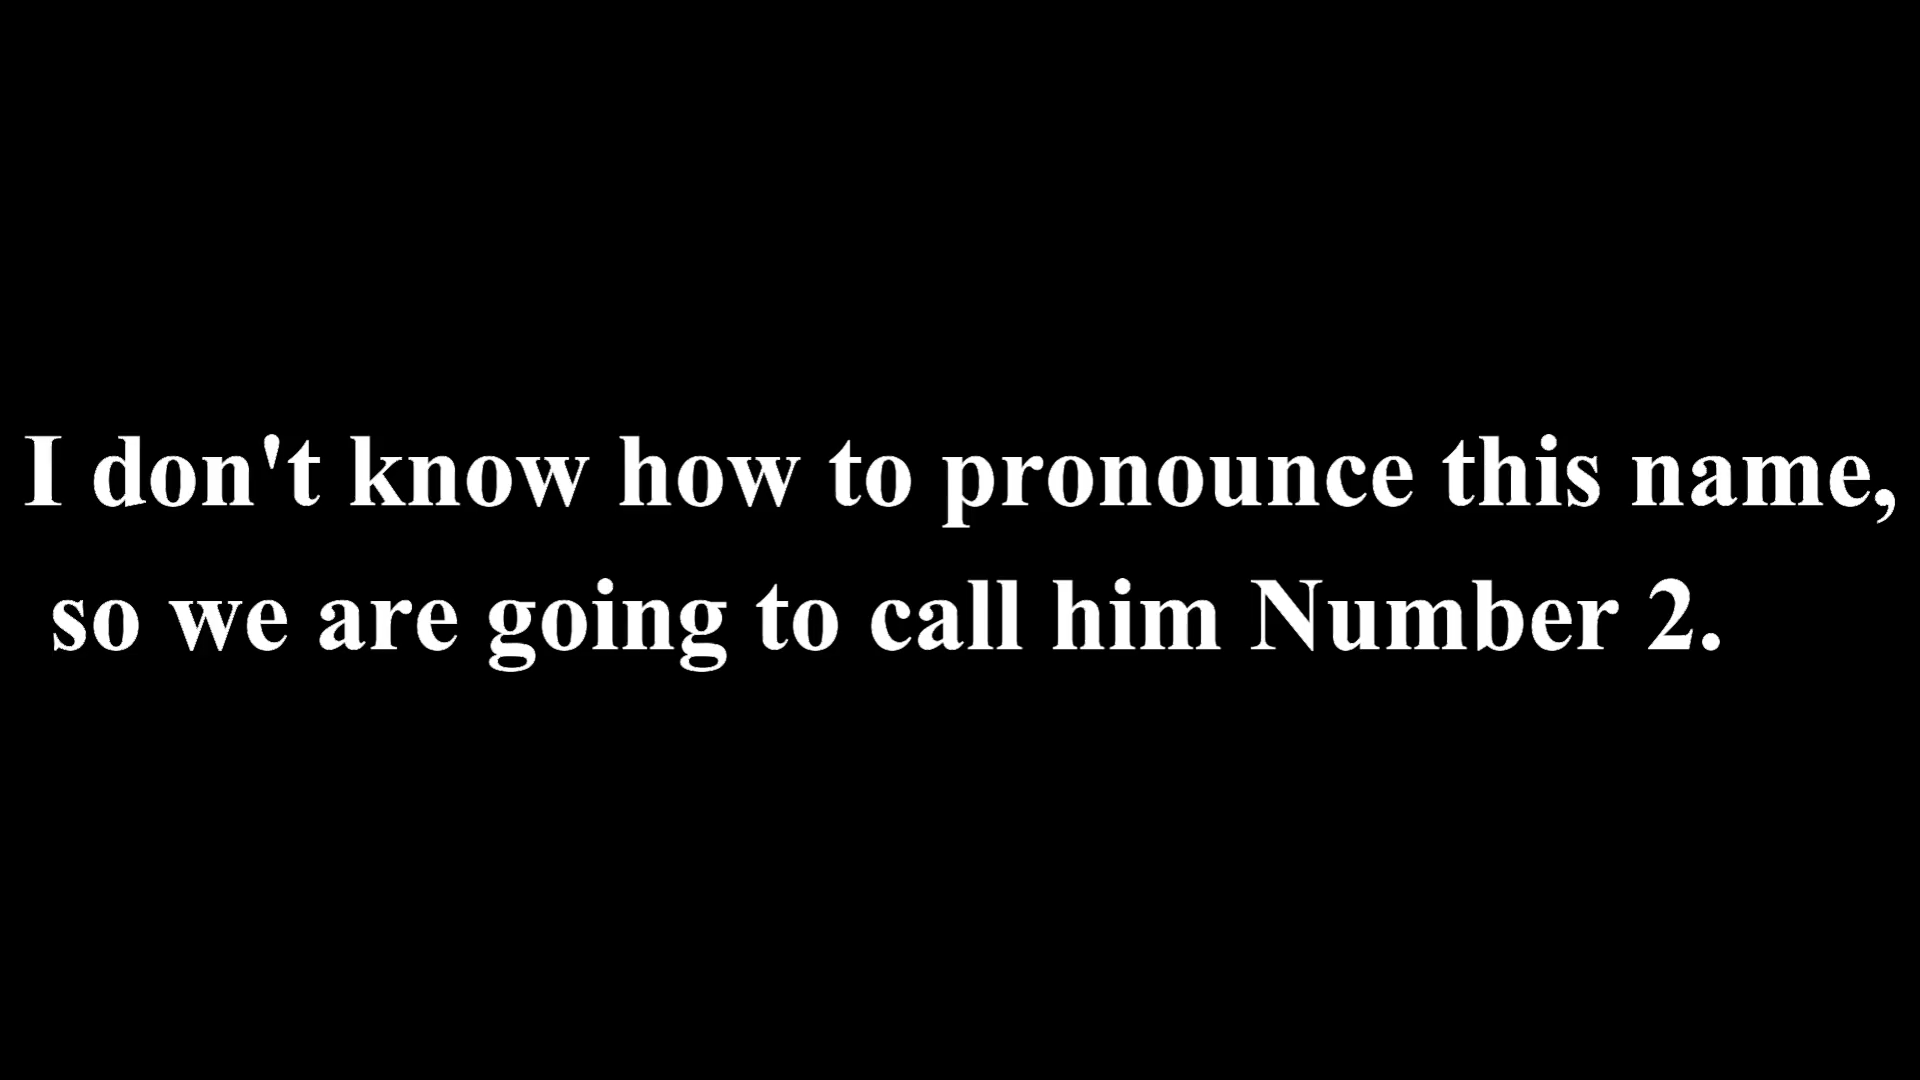 I don't know how to pronounce this name,
so we are going to call him Number 2.